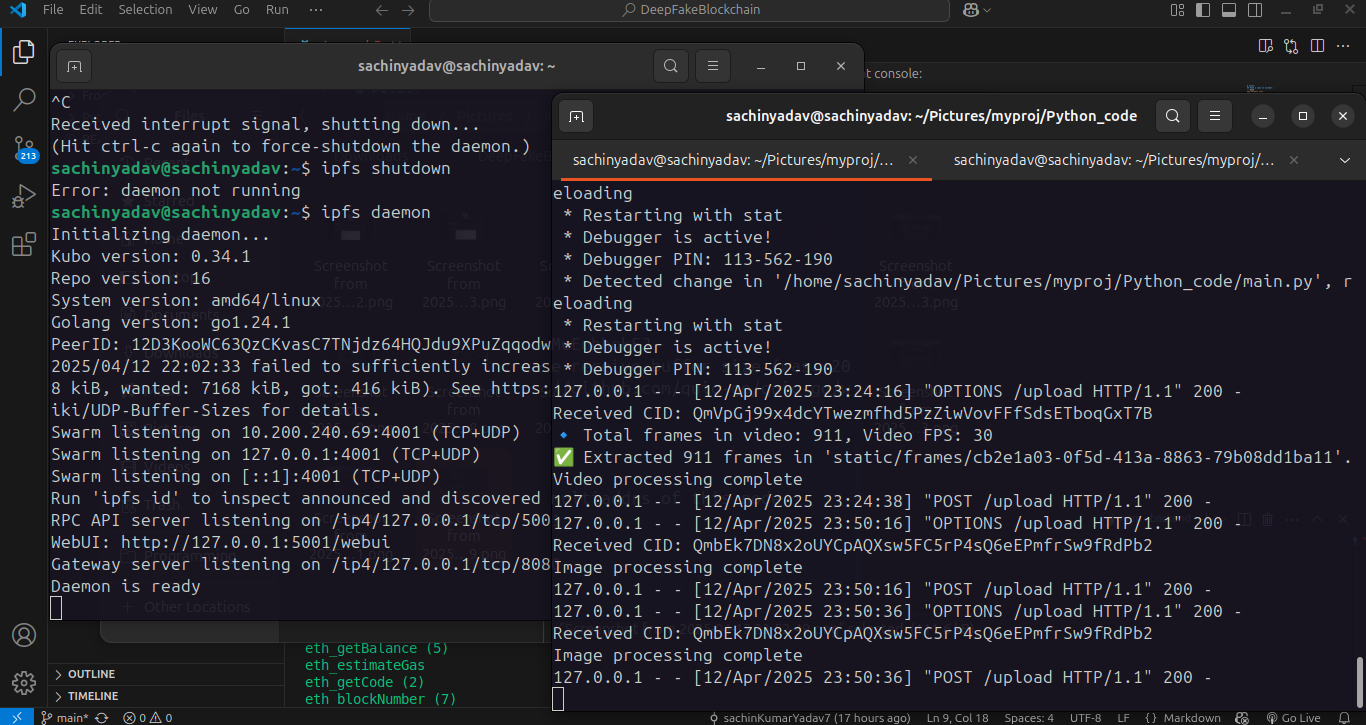 File Edit Selection View Go Run ··· DeepFakeBlockchain
t console:
sachinyadav@sachinyadav: ~
^C
Received interrupt signal, shutting down...
(Hit ctrl-c again to force-shutdown the daemon.)
sachinyadav@sachinyadav:~$ ipfs shutdown
Error: daemon not running
sachinyadav@sachinyadav:~$ ipfs daemon
Initializing daemon...
Kubo version: 0.34.1
Repo version: 16
System version: amd64/linux
Golang version: go1.24.1
PeerID: 12D3KooWC63QzCKvasC7TNjdz64HQJdu9XPuZqqodw
2025/04/12 22:02:33 failed to sufficiently increase
8 kiB, wanted: 7168 kiB, got: 416 kiB). See https:
iki/UDP-Buffer-Sizes for details.
Swarm listening on 10.200.240.69:4001 (TCP+UDP)
Swarm listening on 127.0.0.1:4001 (TCP+UDP)
Swarm listening on [::1]:4001 (TCP+UDP)
Run 'ipfs id' to inspect announced and discovered
RPC API server listening on /ip4/127.0.0.1/tcp/500
WebUI: http://127.0.0.1:5001/webui
Gateway server listening on /ip4/127.0.0.1/tcp/808
Daemon is ready
Other Locations
sachinyadav@sachinyadav: ~/Pictures/myproj/Python_code
sachinyadav@sachinyadav: ~/Pictures/myproj/... sachinyadav@sachinyadav: ~/Pictures/myproj/...
eloading
* Restarting with stat
* Debugger is active!
* Debugger PIN: 113-562-190
* Detected change in '/home/sachinyadav/Pictures/myproj/Python_code/main.py', r
eloading
* Restarting with stat
* Debugger is active!
* Debugger PIN: 113-562-190
127.0.0.1 - - [12/Apr/2025 23:24:16] "OPTIONS /upload HTTP/1.1" 200 -
Received CID: QmVpGj99x4dcYTwezmfhd5PzZiwVovFFfSdsETboqGxT7B
🔹 Total frames in video: 911, Video FPS: 30
✅ Extracted 911 frames in 'static/frames/cb2e1a03-0f5d-413a-8863-79b08dd1ba11'.
Video processing complete
127.0.0.1 - - [12/Apr/2025 23:24:38] "POST /upload HTTP/1.1" 200 -
127.0.0.1 - - [12/Apr/2025 23:50:16] "OPTIONS /upload HTTP/1.1" 200 -
Received CID: QmbEk7DN8x2oUYCpAQXsw5FC5rP4sQ6eEPmfrSw9fRdPb2
Image processing complete
127.0.0.1 - - [12/Apr/2025 23:50:16] "POST /upload HTTP/1.1" 200 -
127.0.0.1 - - [12/Apr/2025 23:50:36] "OPTIONS /upload HTTP/1.1" 200 -
Received CID: QmbEk7DN8x2oUYCpAQXsw5FC5rP4sQ6eEPmfrSw9fRdPb2
Image processing complete
127.0.0.1 - - [12/Apr/2025 23:50:36] "POST /upload HTTP/1.1" 200 -
213
eth_getBalance (5)
eth_estimateGas
eth_getCode (2)
eth_blockNumber (7)
OUTLINE
TIMELINE
main* 0 0 sachinKumarYadav7 (17 hours ago) Ln 9, Col 18 Spaces: 4 UTF-8 LF {} Markdown Go Live